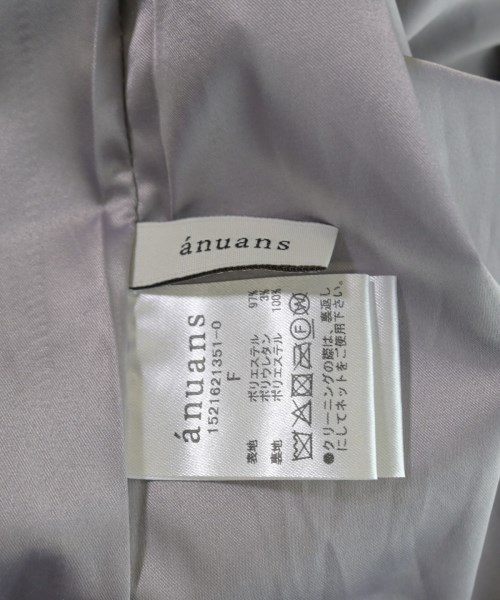 ánuans
ánuans
1521621351-0
F
表地 ポリエステル 97%
ポリウレタン 3%
裏地 ポリエステル 100%
●クリーニングの際は、裏返し
にしてネットをご使用下さい。